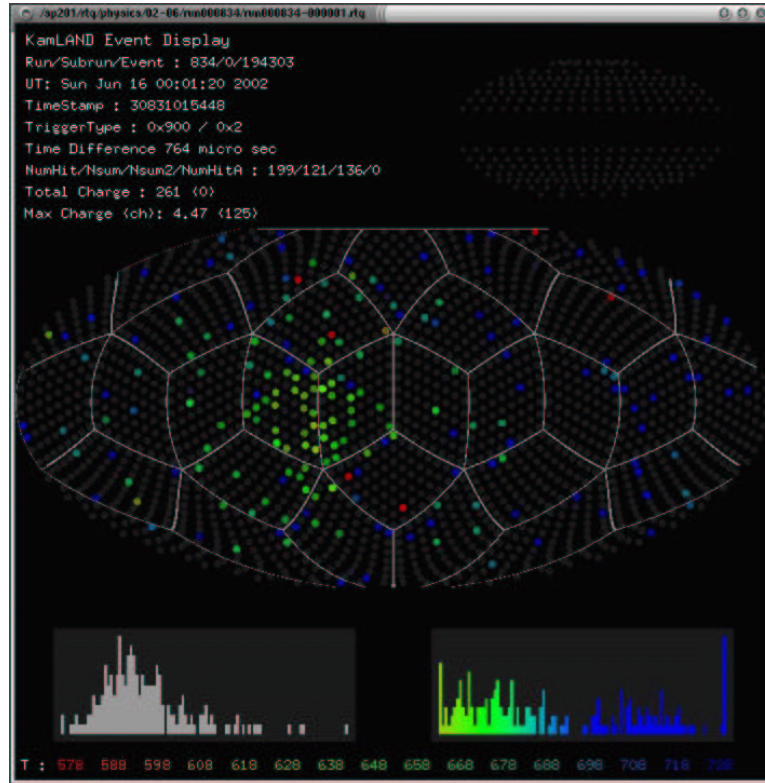 /sp201/rtq/physics/02-06/run000834/run000834-000001.rtq
KamLAND Event Display
Run/Subrun/Event : 834/0/194303
UT: Sun Jun 16 00:01:20 2002
TimeStamp : 30831015448
TriggerType : 0x900 / 0x2
Time Difference 764 micro sec
NumHit/Nsum/Nsum2/NumHitA : 199/121/136/0
Total Charge : 261 (0)
Max Charge (ch): 4.47 (125)
T : 578 588 598 608 618 628 638 648 658 668 678 688 698 708 718 728